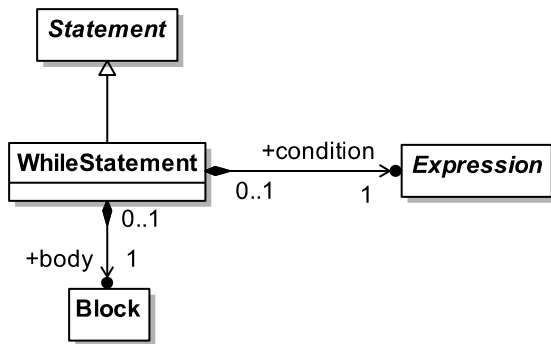 Statement
WhileStatement
+condition
Expression
0..1
1
0..1
+body
1
Block